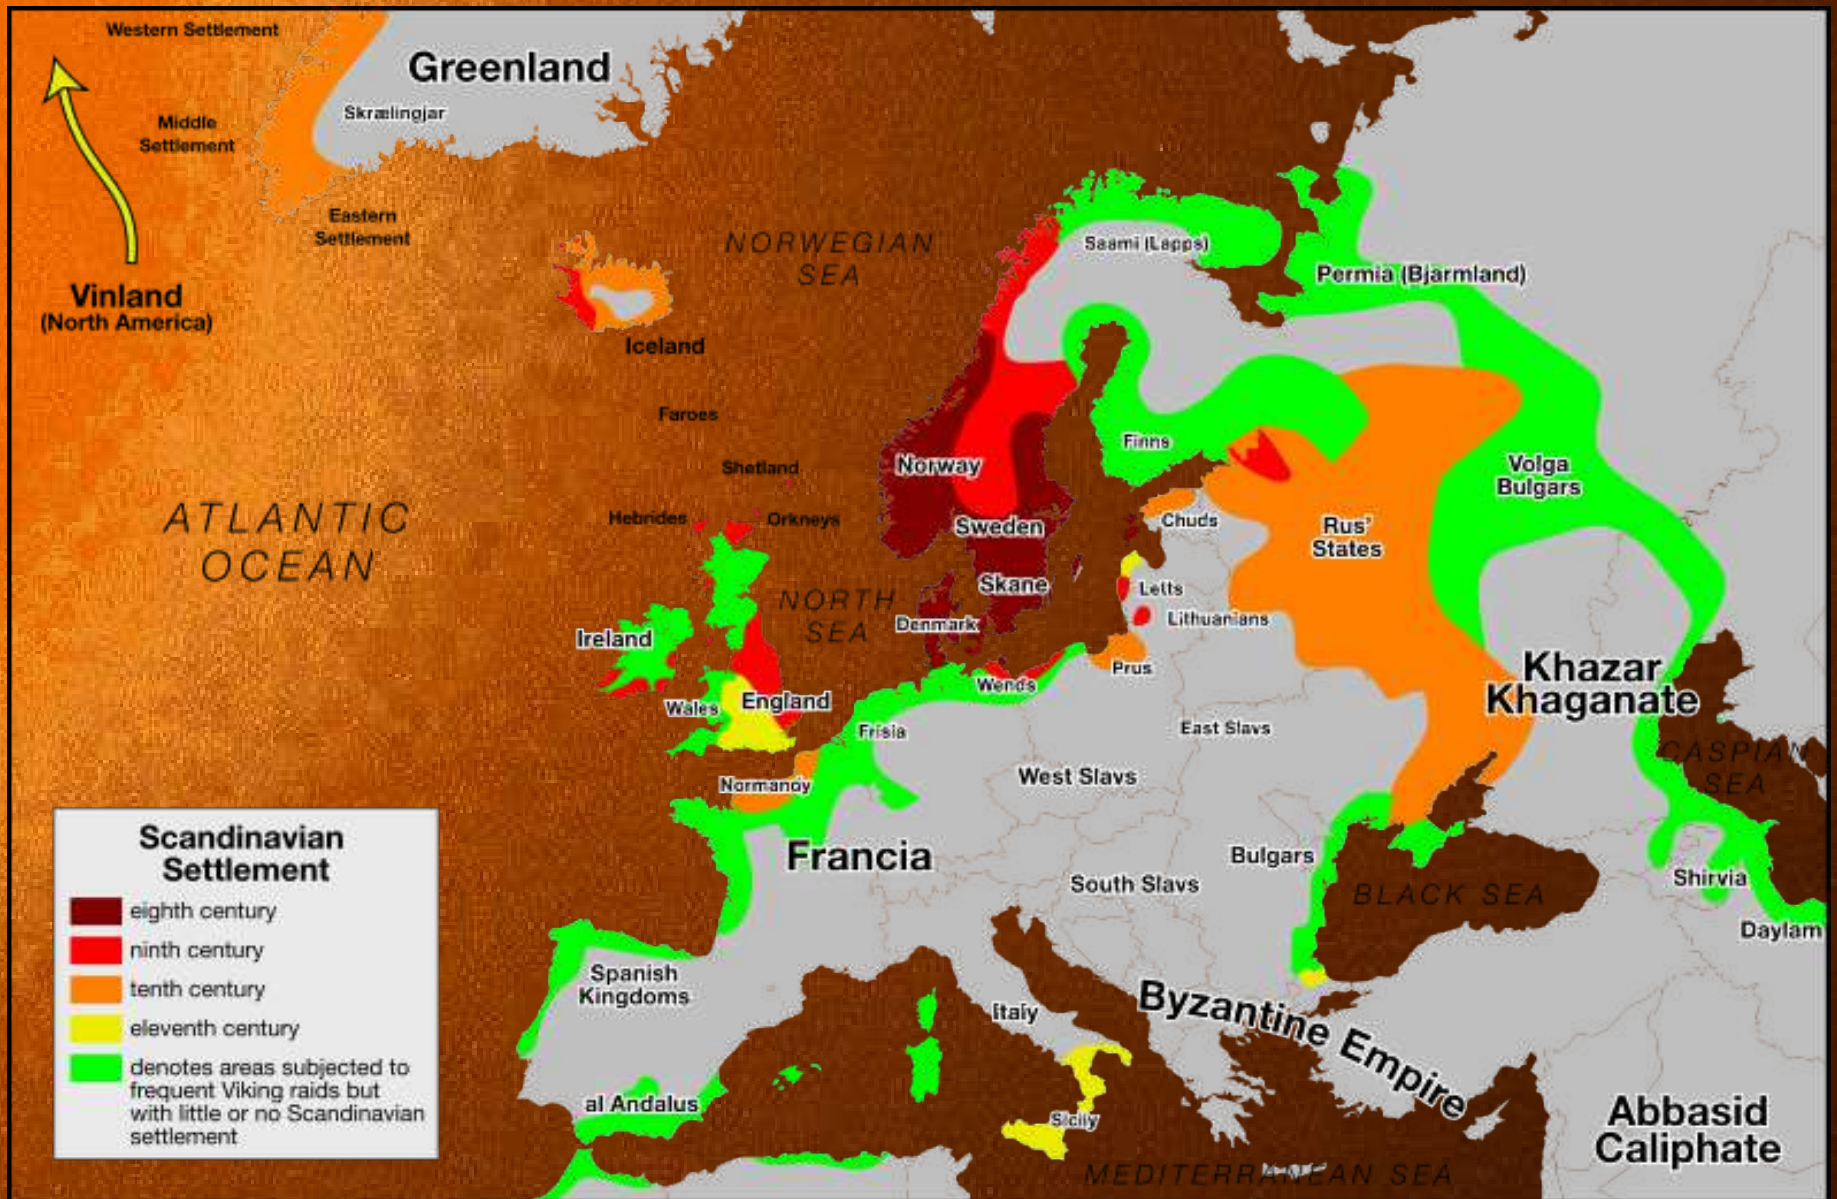 Western Settlement
Greenland
Skrælingjar
Middle
Settlement
Eastern
Settlement
Vinland
(North America)
NORWEGIAN
SEA
Saami (Lapps)
Permia (Bjarmland)
Iceland
Faroes
Shetland
Hebrides
Orkneys
ATLANTIC
OCEAN
Norway
Sweden
Skane
Denmark
Finns
Chuds
Rus'
States
Volga
Bulgars
Letts
Lithuanians
Prus
NORTH
SEA
Ireland
Wales
England
Wends
Frisia
Normandy
East Slavs
West Slavs
Khazar
Khaganate
CASPIAN
SEA
Francia
Bulgars
South Slavs
BLACK SEA
Shirvia
Daylam
Spanish
Kingdoms
Italy
Byzantine Empire
al Andalus
Sicily
Abbasid
Caliphate
MEDITERRANEAN SEA
Scandinavian
Settlement
eighth century
ninth century
tenth century
eleventh century
denotes areas subjected to
frequent Viking raids but
with little or no Scandinavian
settlement